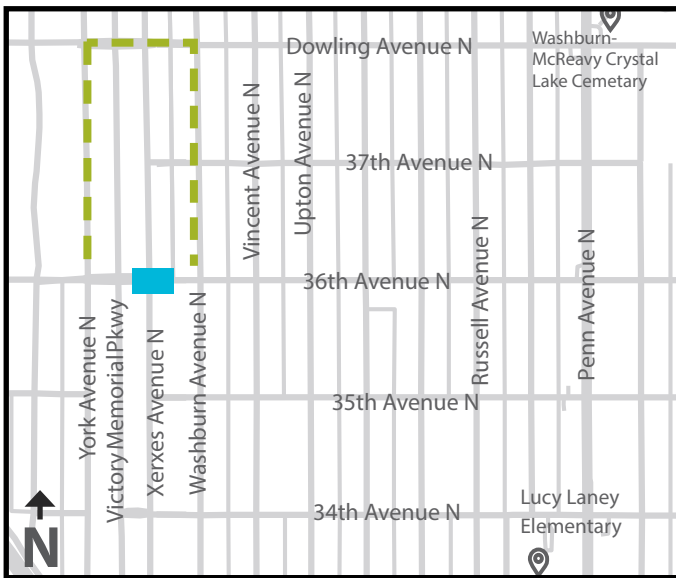 Dowling Avenue N
Washburn-
McReavy Crystal
Lake Cemetary
37th Avenue N
Vincent Avenue N
Upton Avenue N
36th Avenue N
Russell Avenue N
Penn Avenue N
York Avenue N
Victory Memorial Pkwy
Xerxes Avenue N
Washburn Avenue N
35th Avenue N
34th Avenue N
Lucy Laney
Elementary
N